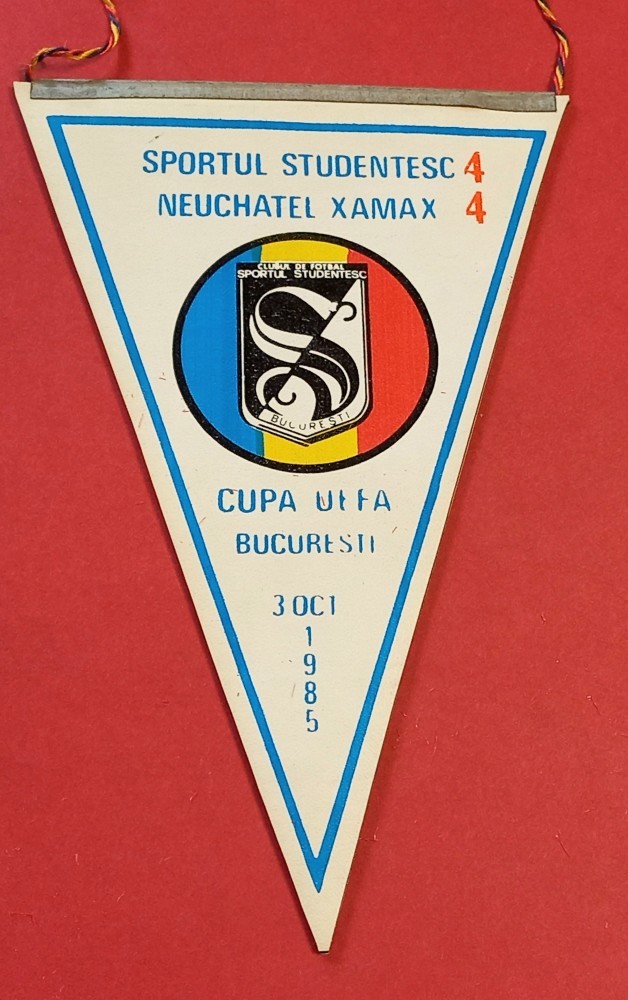 SPORTUL STUDENTESC 4
NEUCHATEL XAMAX 4
CLUBUL DE FOTBAL
SPORTUL STUDENTESC
BUCUREȘTI
CUPA UEFA
BUCURESTI
3 OCT
1
9
8
5